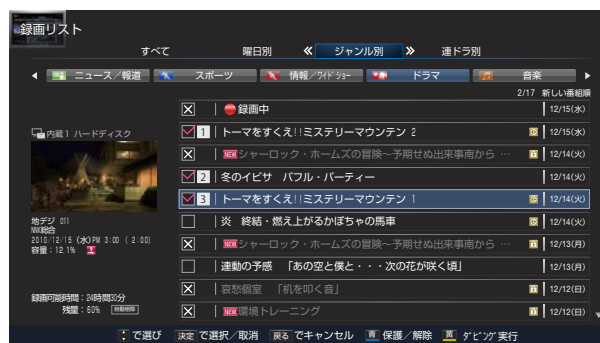 録画リスト
すべて 曜日別 ≪ ジャンル別 ≫ 連ドラ別
ニュース／報道 スポーツ 情報／ワイドショー ドラマ 音楽
2/17 新しい番組順
録画中 12/15(水)
内蔵1 ハードディスク
1 トーマをすくえ!!ミステリーマウンテン 2 12/15(水)
NEW シャーロック・ホームズの冒険〜予期せぬ出来事南から … 12/14(火)
2 冬のイビサ パフル・パーティー 12/14(火)
3 トーマをすくえ!!ミステリーマウンテン 1 12/14(火)
炎 終結・燃え上がるかぼちゃの馬車 12/14(火)
地デジ 011
NNK総合
2010/12/15 (水)PM 3:00 ( 2:00)
容量：12.1%
NEW シャーロック・ホームズの冒険〜予期せぬ出来事南から … 12/13(月)
連動の予感 「あの空と僕と・・・次の花が咲く頃」 12/13(月)
哀愁個室 「机を叩く音」 12/12(日)
録画可能時間：24時間30分
残量：60% 自動削除
NEW 環境トレーニング 12/12(日)
で選び 決定 で選択／取消 戻る でキャンセル 青 保護／解除 黄 ダビング実行